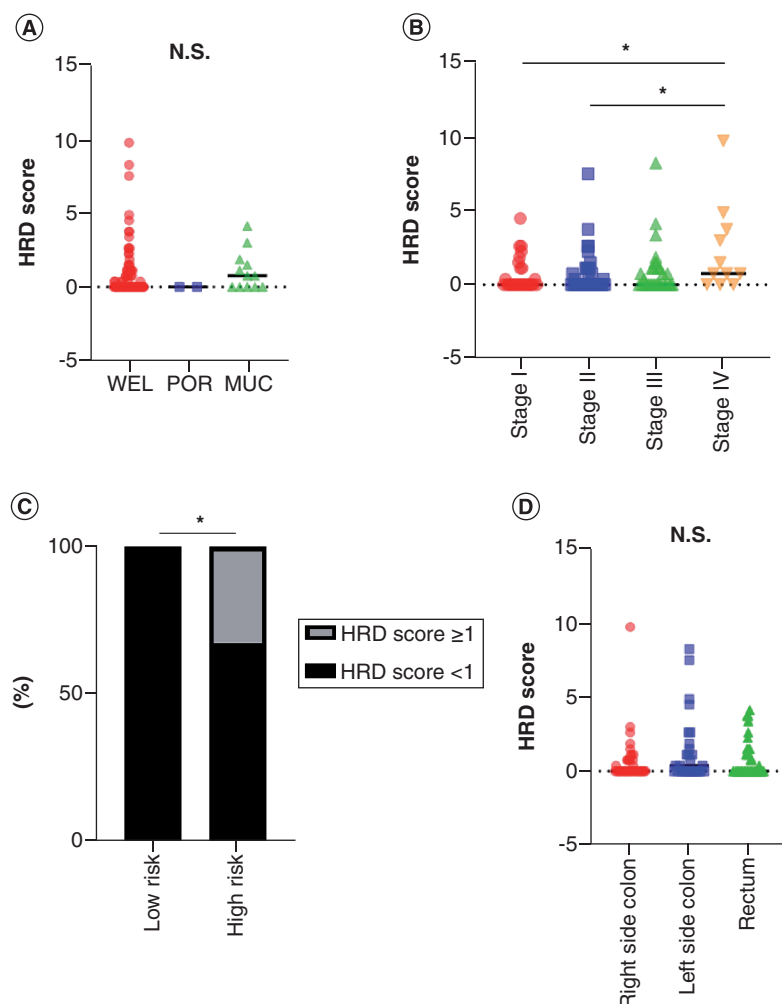 A
N.S.
HRD score
15
10
5
0
-5
WEL POR MUC
B
*
*
HRD score
15
10
5
0
-5
Stage I
Stage II
Stage III
Stage IV
C
*
(%)
100
50
0
Low risk
High risk
HRD score ≥1
HRD score <1
D
N.S.
HRD score
15
10
5
0
-5
Right side colon
Left side colon
Rectum